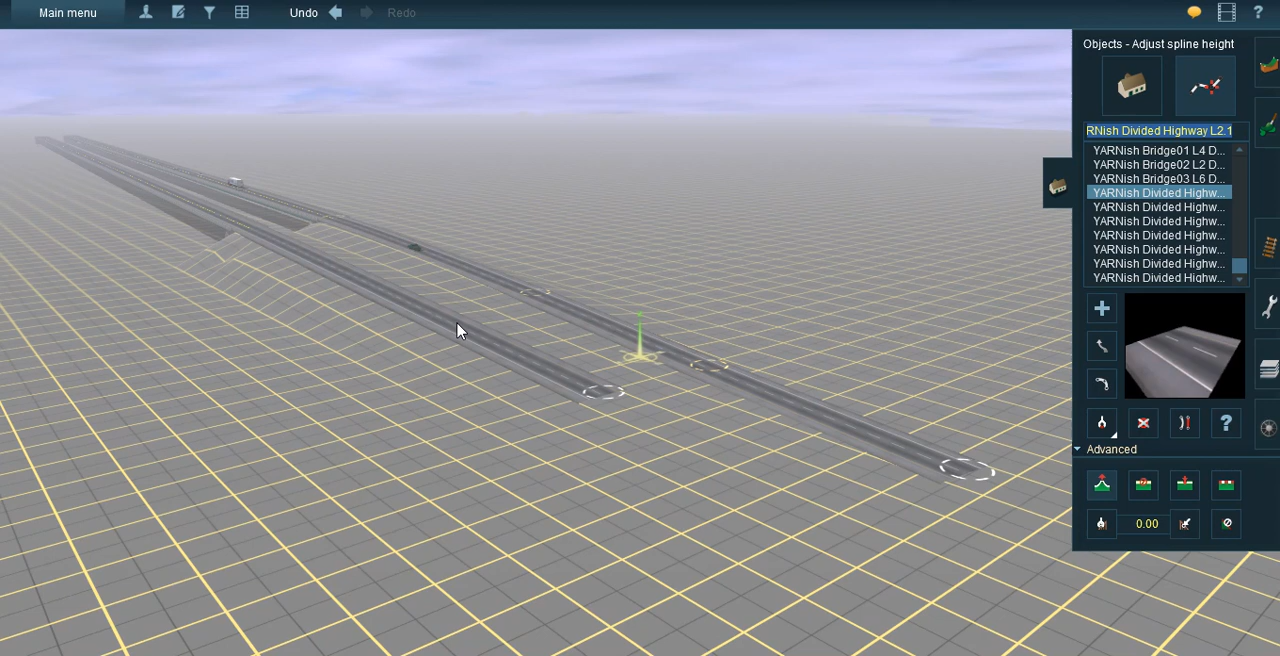 Main menu
Undo
Redo
?
Objects - Adjust spline height
RNish Divided Highway L2.1
YARNish Bridge01 L4 D...
YARNish Bridge02 L2 D...
YARNish Bridge03 L6 D...
YARNish Divided Highw...
YARNish Divided Highw...
YARNish Divided Highw...
YARNish Divided Highw...
YARNish Divided Highw...
YARNish Divided Highw...
YARNish Divided Highw...
?
Advanced
0.00